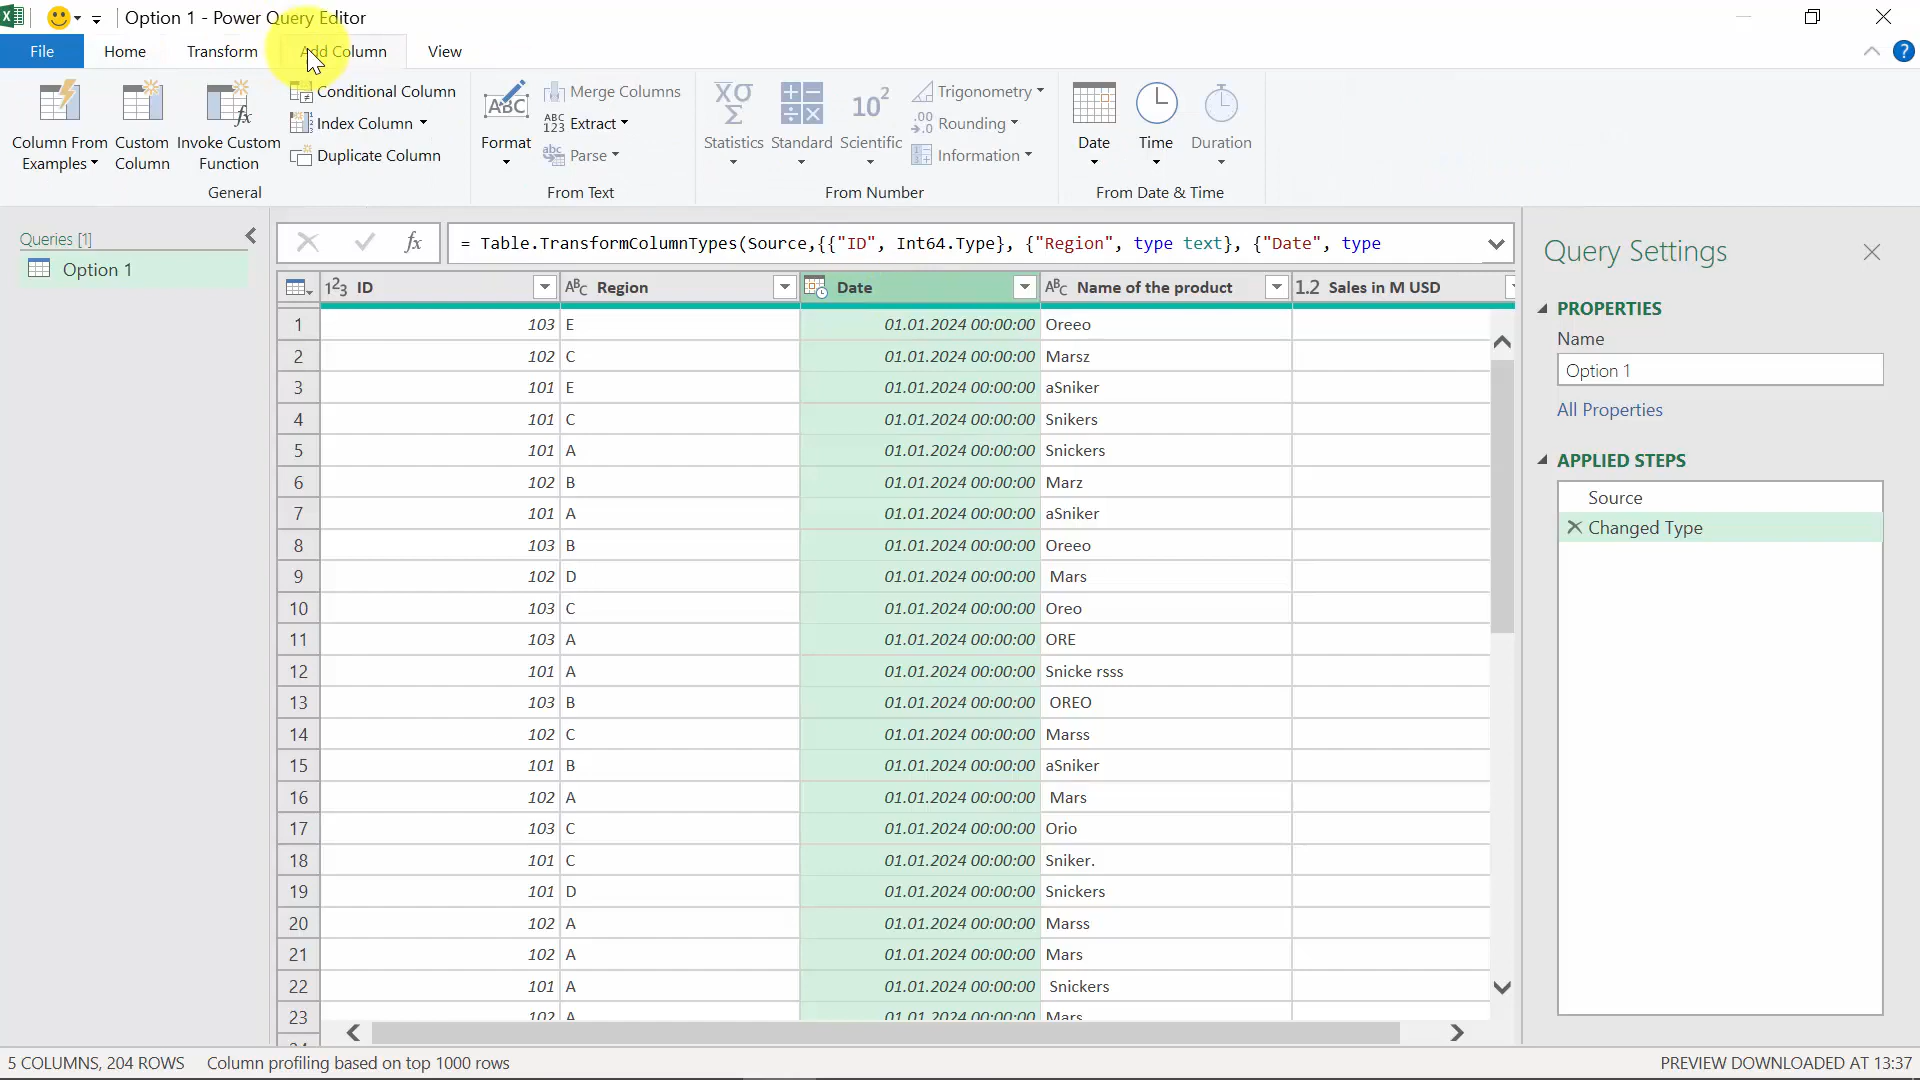 Option 1 - Power Query Editor
File Home Transform Add Column View
Column From Examples
Custom Column
Invoke Custom Function
Conditional Column
Index Column
Duplicate Column
General
Format
Merge Columns
Extract
Parse
From Text
Statistics
Standard
Scientific
Trigonometry
Rounding
Information
From Number
Date
Time
Duration
From Date & Time
Queries [1]
Option 1
= Table.TransformColumnTypes(Source,{{"ID", Int64.Type}, {"Region", type text}, {"Date", type
ID Region Date Name of the product 1.2 Sales in M USD
1 103 E 01.01.2024 00:00:00 Oreeo
2 102 C 01.01.2024 00:00:00 Marsz
3 101 E 01.01.2024 00:00:00 aSniker
4 101 C 01.01.2024 00:00:00 Snikers
5 101 A 01.01.2024 00:00:00 Snickers
6 102 B 01.01.2024 00:00:00 Marz
7 101 A 01.01.2024 00:00:00 aSniker
8 103 B 01.01.2024 00:00:00 Oreeo
9 102 D 01.01.2024 00:00:00 Mars
10 103 C 01.01.2024 00:00:00 Oreo
11 103 A 01.01.2024 00:00:00 ORE
12 101 A 01.01.2024 00:00:00 Snicke rsss
13 103 B 01.01.2024 00:00:00 OREO
14 102 C 01.01.2024 00:00:00 Marss
15 101 B 01.01.2024 00:00:00 aSniker
16 102 A 01.01.2024 00:00:00 Mars
17 103 C 01.01.2024 00:00:00 Orio
18 101 C 01.01.2024 00:00:00 Sniker.
19 101 D 01.01.2024 00:00:00 Snickers
20 102 A 01.01.2024 00:00:00 Marss
21 102 A 01.01.2024 00:00:00 Mars
22 101 A 01.01.2024 00:00:00 Snickers
23 102 A 01.01.2024 00:00:00 Mars
Query Settings
PROPERTIES
Name
Option 1
All Properties
APPLIED STEPS
Source
Changed Type
5 COLUMNS, 204 ROWS Column profiling based on top 1000 rows
PREVIEW DOWNLOADED AT 13:37